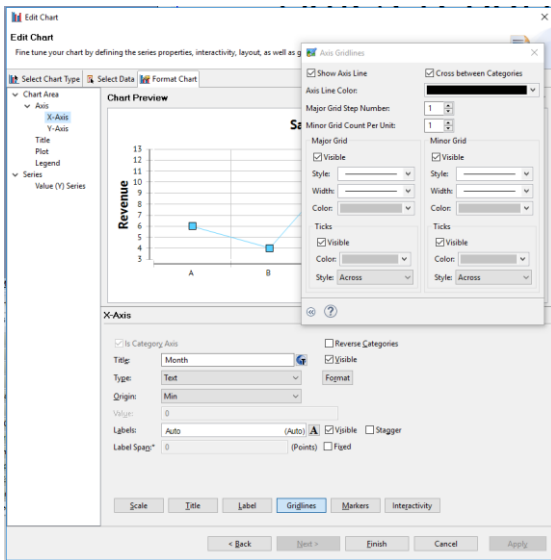 Edit Chart
Edit Chart
Fine tune your chart by defining the series properties, interactivity, layout, as well as g
Select Chart Type
Select Data
Format Chart
Chart Area
Axis
X-Axis
Y-Axis
Title
Plot
Legend
Series
Value (Y) Series
Chart Preview
Sa
Revenue
13
12
11
10
9
8
7
6
5
4
3
A
B
Axis Gridlines
Show Axis Line
Cross between Categories
Axis Line Color:
Major Grid Step Number:
1
Minor Grid Count Per Unit:
1
Major Grid
Visible
Style:
Width:
Color:
Ticks
Visible
Color:
Style: Across
Minor Grid
Visible
Style:
Width:
Color:
Ticks
Visible
Color:
Style: Across
X-Axis
Is Category Axis
Reverse Categories
Title: Month
Visible
Type: Text
Format
Origin: Min
Value: 0
Labels: Auto (Auto) A Visible Stagger
Label Span:* 0 (Points) Fixed
Scale
Title
Label
Gridlines
Markers
Interactivity
< Back
Next >
Finish
Cancel
Apply